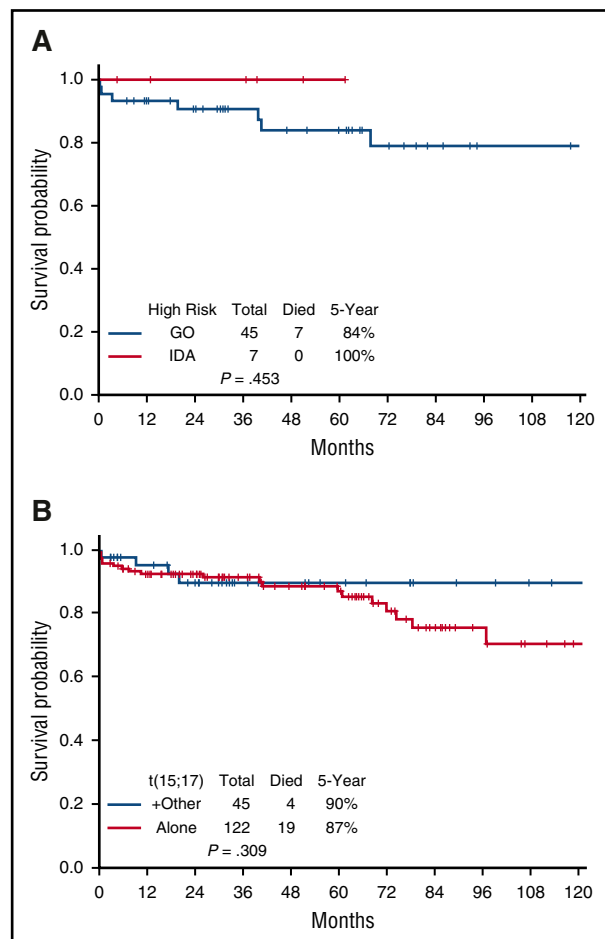 A
1.0
0.8
0.6
0.4
0.2
0.0
Survival probability
High Risk Total Died 5-Year
GO 45 7 84%
IDA 7 0 100%
P = .453
0 12 24 36 48 60 72 84 96 108 120
Months
B
1.0
0.8
0.6
0.4
0.2
0.0
Survival probability
t(15;17) Total Died 5-Year
+Other 45 4 90%
Alone 122 19 87%
P = .309
0 12 24 36 48 60 72 84 96 108 120
Months